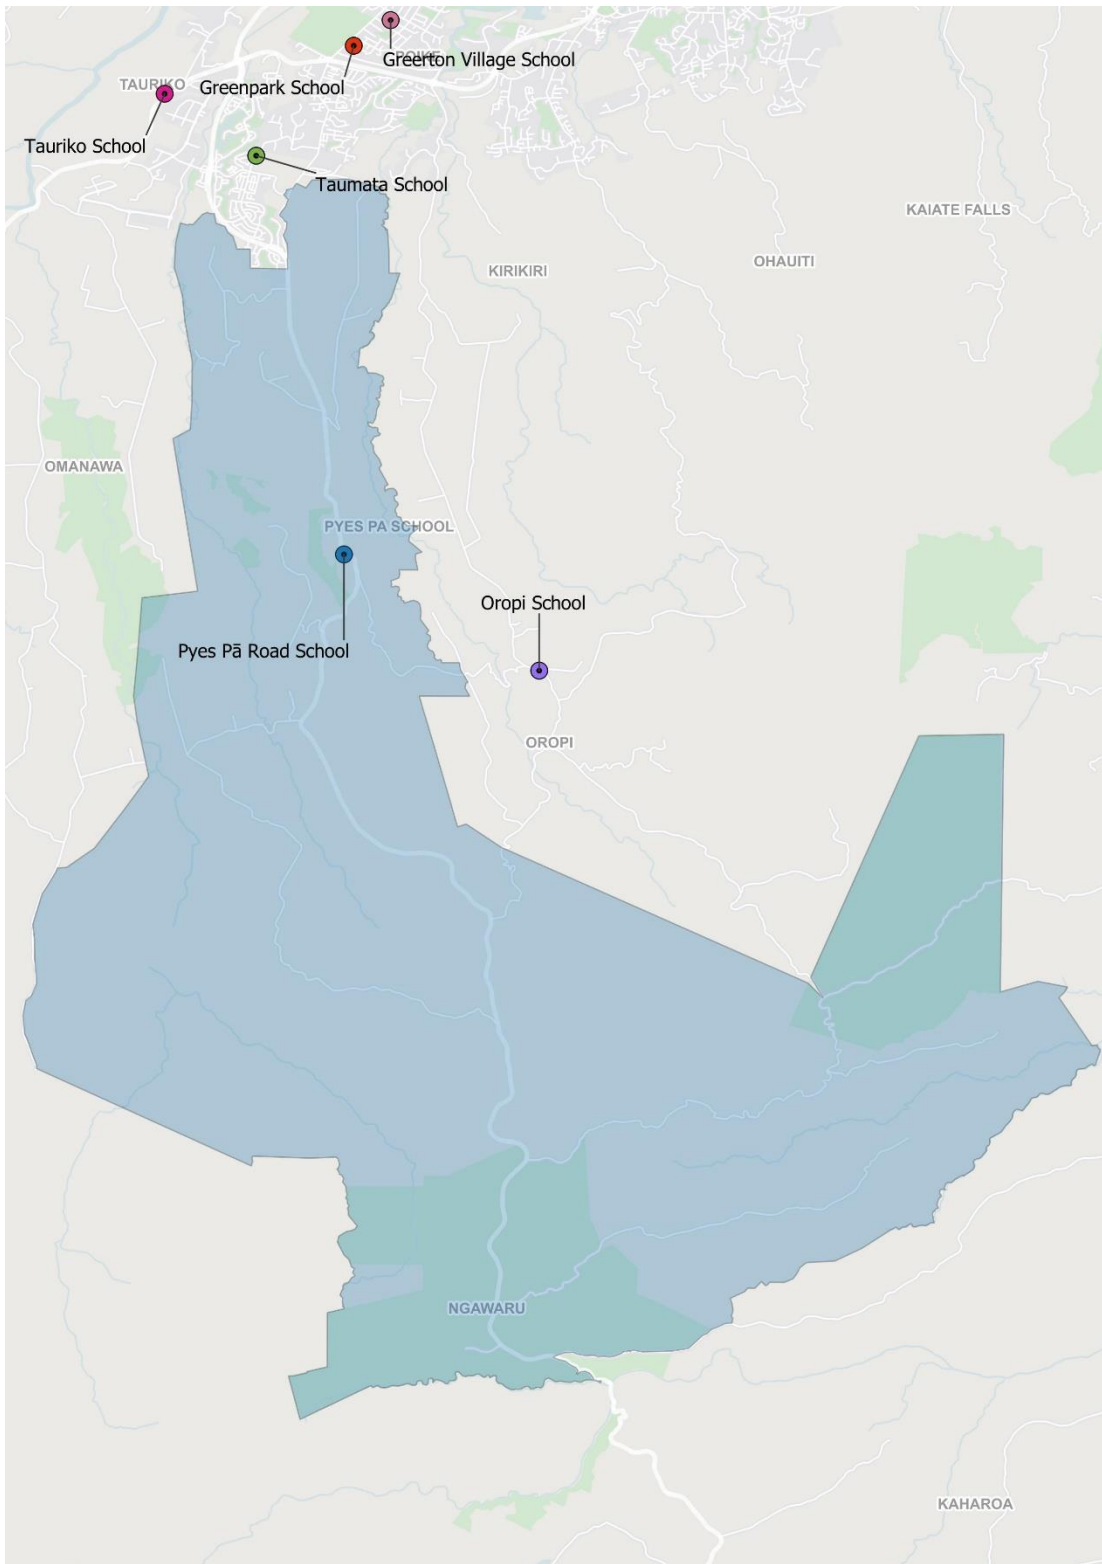 Greerton Village School
POIKE
TAURIKO
Greenpark School
Tauriko School
Taumata School
KAIATE FALLS
OHAUITI
KIRIKIRI
OMANAWA
PYES PA SCHOOL
Oropi School
Pyes Pā Road School
OROPI
NGAWARU
KAHAROA